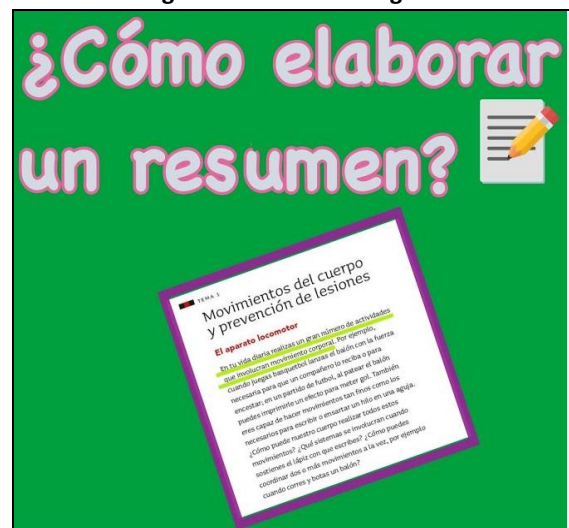 ¿Cómo elaborar
un resumen?
TEMA 1
Movimientos del cuerpo
y prevención de lesiones
El aparato locomotor
En tu vida diaria realizas un gran número de actividades
que involucran movimiento corporal. Por ejemplo,
cuando juegas basquetbol lanzas el balón con la fuerza
necesaria para que un compañero lo reciba o para
encestar; en un partido de futbol, al patear el balón
puedes imprimirle un efecto para meter gol. También
eres capaz de hacer movimientos tan finos como los
necesarios para escribir o ensartar un hilo en una aguja.
¿Cómo puede nuestro cuerpo realizar todos estos
movimientos? ¿Qué sistemas se involucran cuando
sostienes el lápiz con que escribes? ¿Cómo puedes
coordinar dos o más movimientos a la vez, por ejemplo
cuando corres y botas un balón?